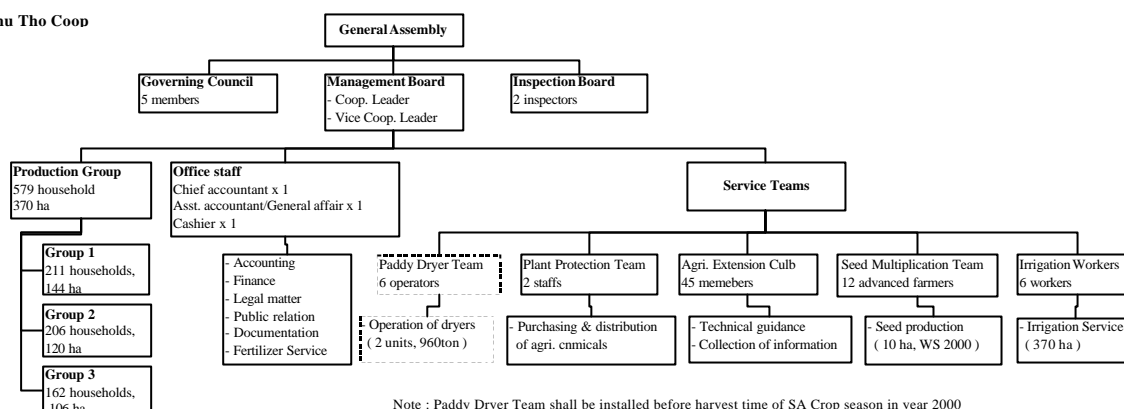 Tho Coop
General Assembly
Governing Council
5 members
Management Board
- Coop. Leader
- Vice Coop. Leader
Inspection Board
2 inspectors
Production Group
579 household
370 ha
Office staff
Chief accountant x 1
Asst. accountant/General affair x 1
Cashier x 1
Service Teams
Group 1
211 households,
144 ha
Group 2
206 households,
120 ha
Group 3
162 households,
106 ha
- Accounting
- Finance
- Legal matter
- Public relation
- Documentation
- Fertilizer Service
Paddy Dryer Team
6 operators
Plant Protection Team
2 staffs
Agri. Extension Culb
45 memebers
Seed Multiplication Team
12 advanced farmers
Irrigation Workers
6 workers
- Operation of dryers
( 2 units, 960ton )
- Purchasing & distribution
of agri. cnmicals
- Technical guidance
- Collection of information
- Seed production
( 10 ha, WS 2000 )
- Irrigation Service
( 370 ha )
Note : Paddy Dryer Team shall be installed before harvest time of SA Crop season in year 2000